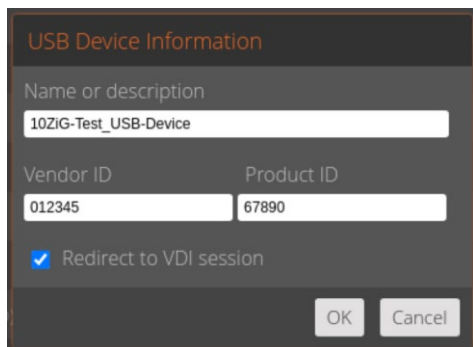 USB Device Information
Name or description
10ZiG-Test_USB-Device
Vendor ID Product ID
012345 67890
Redirect to VDI session
OK Cancel